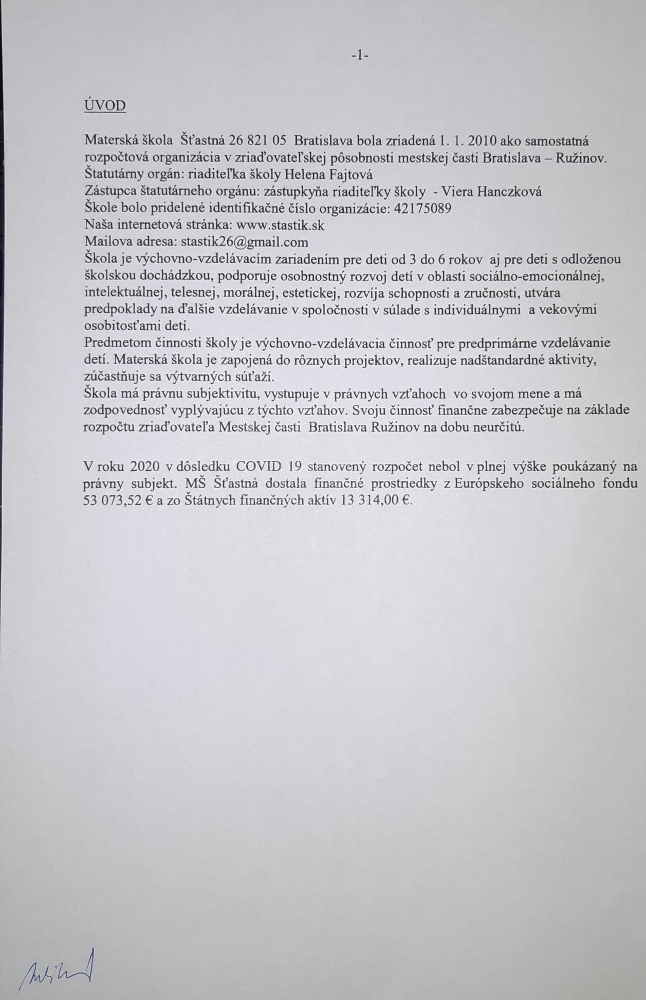 -1-
ÚVOD
Materská škola  Šťastná 26 821 05  Bratislava bola zriadená 1. 1. 2010 ako samostatná
rozpočtová organizácia v zriaďovateľskej pôsobnosti mestskej časti Bratislava – Ružinov.
Štatutárny orgán: riaditeľka školy Helena Fajtová
Zástupca štatutárneho orgánu: zástupkyňa riaditeľky školy  - Viera Hanczková
Škole bolo pridelené identifikačné číslo organizácie: 42175089
Naša internetová stránka: www.stastik.sk
Mailova adresa: stastik26@gmail.com
Škola je výchovno-vzdelávacím zariadením pre deti od 3 do 6 rokov  aj pre deti s odloženou
školskou dochádzkou, podporuje osobnostný rozvoj detí v oblasti sociálno-emocionálnej,
intelektuálnej, telesnej, morálnej, estetickej, rozvíja schopnosti a zručnosti, utvára
predpoklady na ďalšie vzdelávanie v spoločnosti v súlade s individuálnymi  a vekovými
osobitosťami detí.
Predmetom činnosti školy je výchovno-vzdelávacia činnosť pre predprimárne vzdelávanie
detí. Materská škola je zapojená do rôznych projektov, realizuje nadštandardné aktivity,
zúčastňuje sa výtvarných súťaží.
Škola má právnu subjektivitu, vystupuje v právnych vzťahoch  vo svojom mene a má
zodpovednosť vyplývajúcu z týchto vzťahov. Svoju činnosť finančne zabezpečuje na základe
rozpočtu zriaďovateľa Mestskej časti  Bratislava Ružinov na dobu neurčitú.
V roku 2020 v dôsledku COVID 19 stanovený rozpočet nebol v plnej výške poukázaný na
právny subjekt. MŠ Šťastná dostala finančné prostriedky z Európskeho sociálneho fondu
53 073,52 € a zo Štátnych finančných aktív 13 314,00 €.